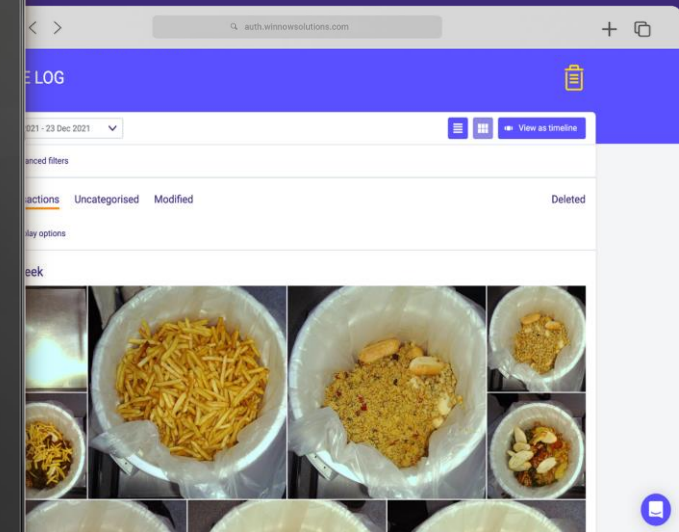 auth.winnowsolutions.com
E LOG
021 - 23 Dec 2021
View as timeline
anced filters
actions Uncategorised Modified Deleted
lay options
eek